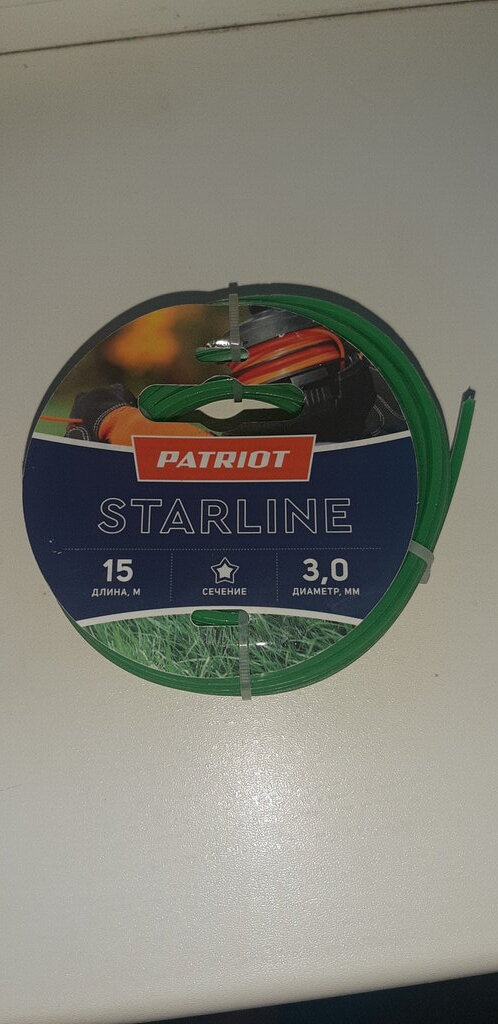 PATRIOT
STARLINE
15
ДЛИНА, М
СЕЧЕНИЕ
3,0
ДИАМЕТР, ММ